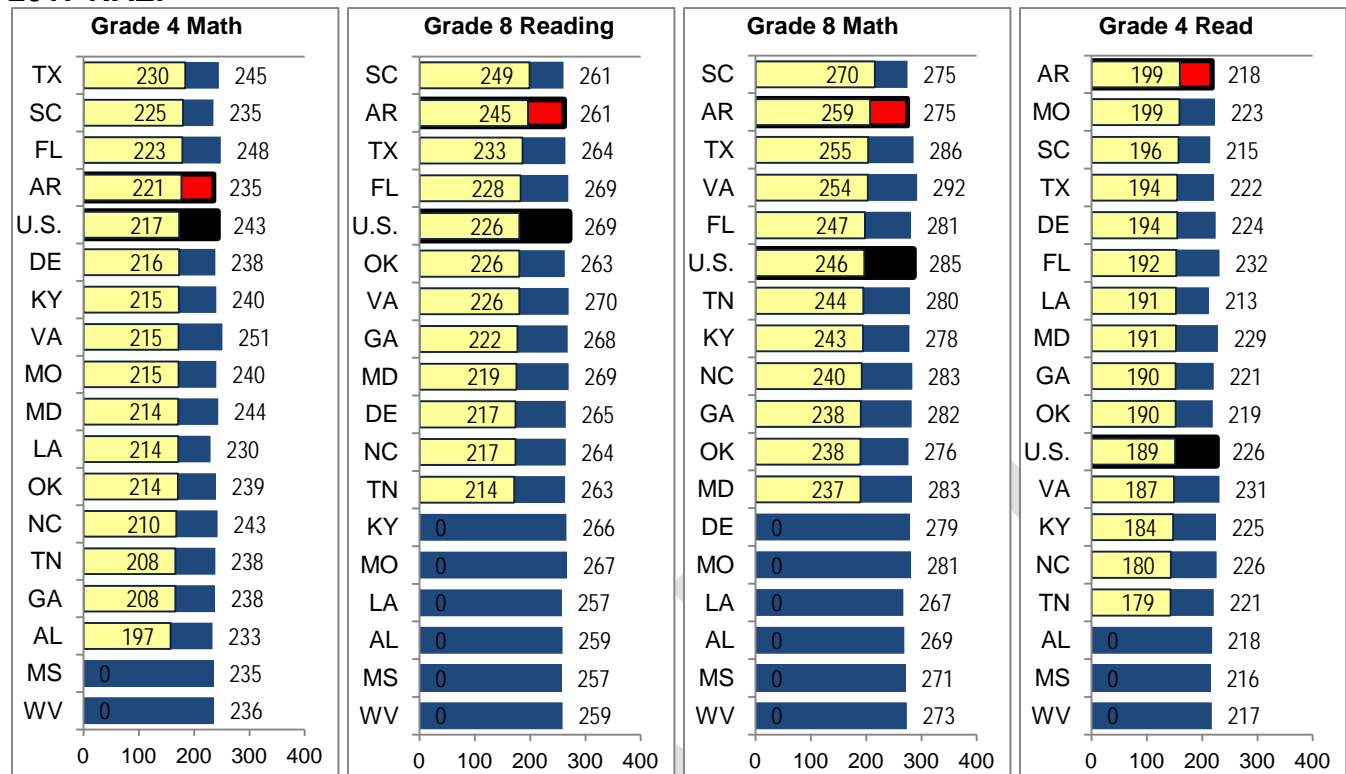 Grade 4 Math
TX 230 245
SC 225 235
FL 223 248
AR 221 235
U.S. 217 243
DE 216 238
KY 215 240
VA 215 251
MO 215 240
MD 214 244
LA 214 230
OK 214 239
NC 210 243
TN 208 238
GA 208 238
AL 197 233
MS 0 235
WV 0 236
0 100 200 300 400
Grade 8 Reading
SC 249 261
AR 245 261
TX 233 264
FL 228 269
U.S. 226 269
OK 226 263
VA 226 270
GA 222 268
MD 219 269
DE 217 265
NC 217 264
TN 214 263
KY 0 266
MO 0 267
LA 0 257
AL 0 259
MS 0 257
WV 0 259
0 100 200 300 400
Grade 8 Math
SC 270 275
AR 259 275
TX 255 286
VA 254 292
FL 247 281
U.S. 246 285
TN 244 280
KY 243 278
NC 240 283
GA 238 282
OK 238 276
MD 237 283
DE 0 279
MO 0 281
LA 0 267
AL 0 269
MS 0 271
WV 0 273
0 100 200 300 400
Grade 4 Read
AR 199 218
MO 199 223
SC 196 215
TX 194 222
DE 194 224
FL 192 232
LA 191 213
MD 191 229
GA 190 221
OK 190 219
U.S. 189 226
VA 187 231
KY 184 225
NC 180 226
TN 179 221
AL 0 218
MS 0 216
WV 0 217
0 100 200 300 400